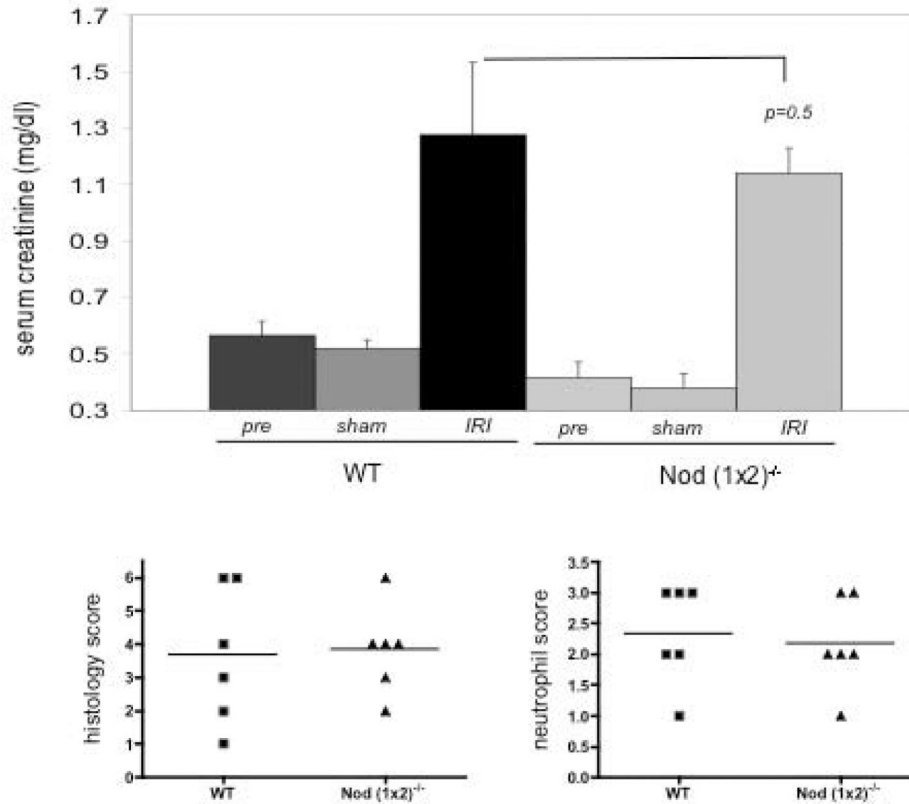 serum creatinine (mg/dl)
1.7
1.5
1.3
1.1
0.9
0.7
0.5
0.3
p=0.5
pre sham IRI pre sham IRI
WT Nod (1x2)-/-
histology score
6
5
4
3
2
1
0
WT Nod (1x2)-/-
neutrophil score
3.5
3.0
2.5
2.0
1.5
1.0
0.5
0.0
WT Nod (1x2)-/-